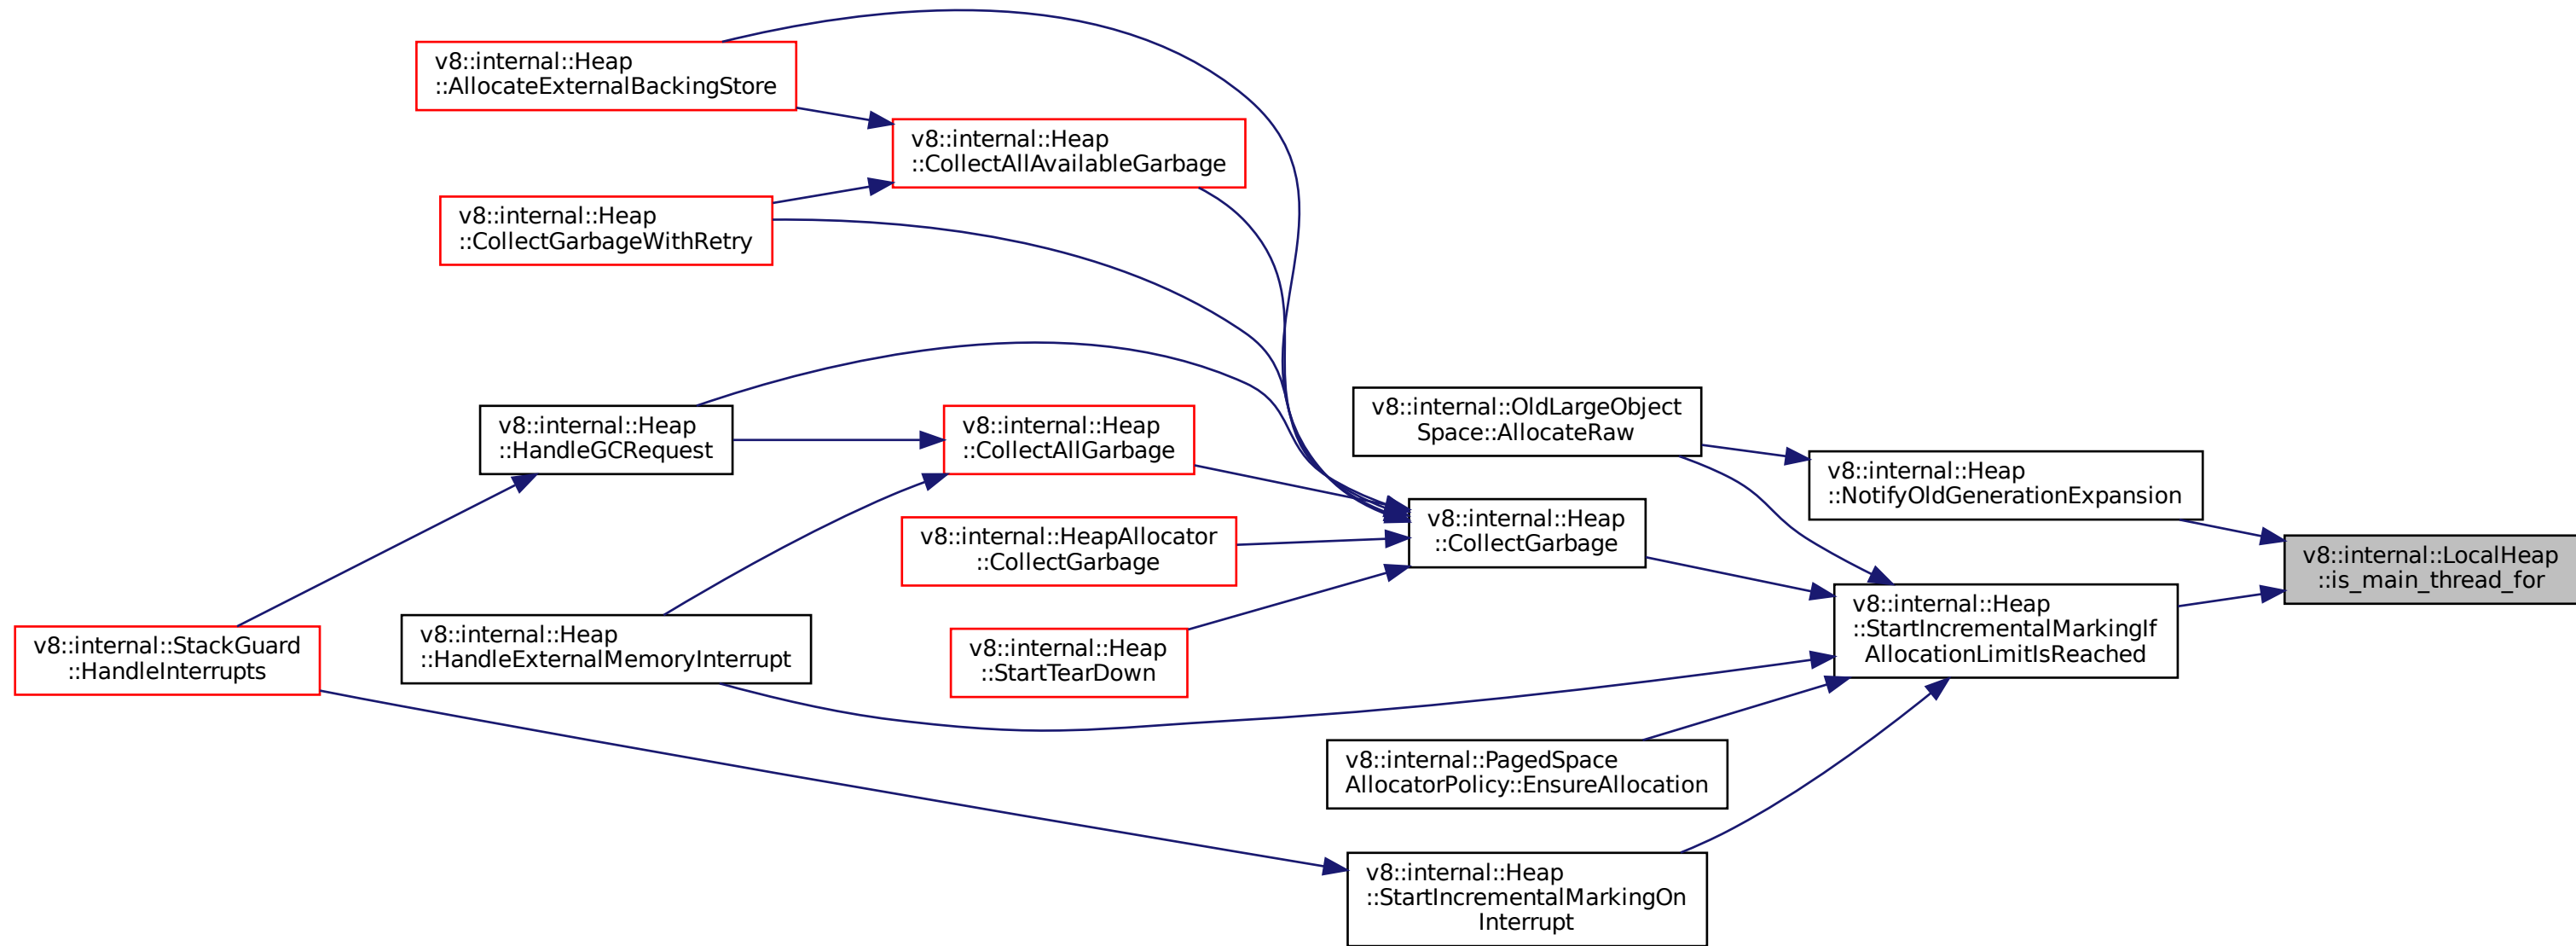 v8::internal::Heap
::AllocateExternalBackingStore
v8::internal::Heap
::CollectAllAvailableGarbage
v8::internal::Heap
::CollectGarbageWithRetry
v8::internal::Heap
::HandleGCRequest
v8::internal::Heap
::CollectAllGarbage
v8::internal::OldLargeObject
Space::AllocateRaw
v8::internal::Heap
::NotifyOldGenerationExpansion
v8::internal::HeapAllocator
::CollectGarbage
v8::internal::Heap
::CollectGarbage
v8::internal::LocalHeap
::is_main_thread_for
v8::internal::StackGuard
::HandleInterrupts
v8::internal::Heap
::HandleExternalMemoryInterrupt
v8::internal::Heap
::StartTearDown
v8::internal::Heap
::StartIncrementalMarkingIf
AllocationLimitIsReached
v8::internal::PagedSpace
AllocatorPolicy::EnsureAllocation
v8::internal::Heap
::StartIncrementalMarkingOn
Interrupt